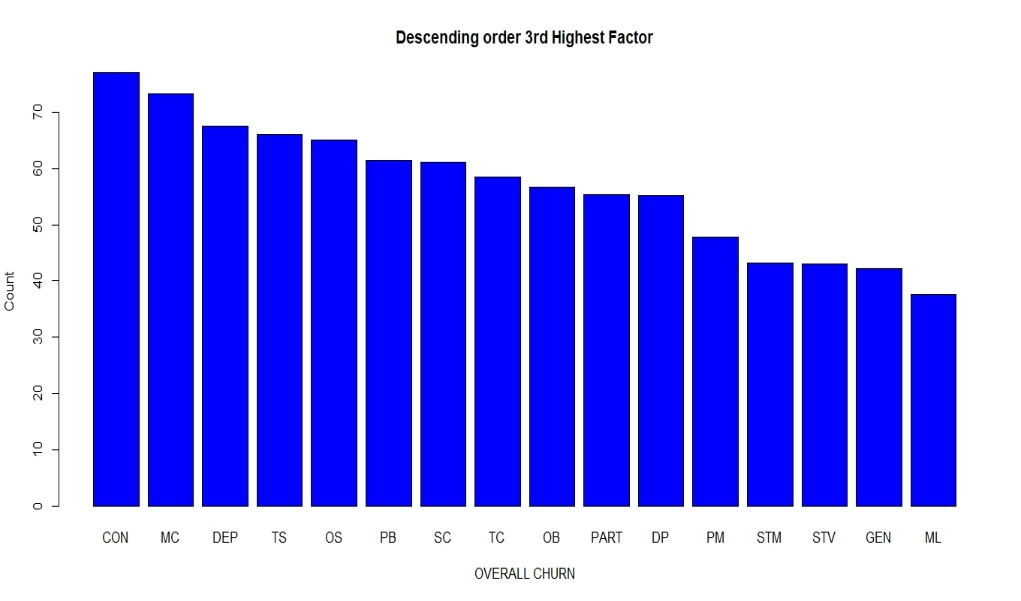 Descending order 3rd Highest Factor
Count
70
60
50
40
30
20
10
0
CON MC DEP TS OS PB SC TC OB PART DP PM STM STV GEN ML
OVERALL CHURN